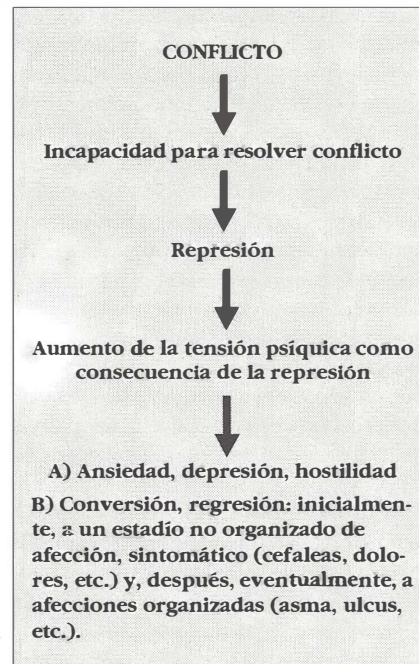 CONFLICTO
Incapacidad para resolver conflicto
Represión
Aumento de la tensión psíquica como
consecuencia de la represión
A) Ansiedad, depresión, hostilidad
B) Conversión, regresión: inicialmen-
te, a un estadío no organizado de
afección, sintomático (cefaleas, dolo-
res, etc.) y, después, eventualmente, a
afecciones organizadas (asma, ulcus,
etc.).